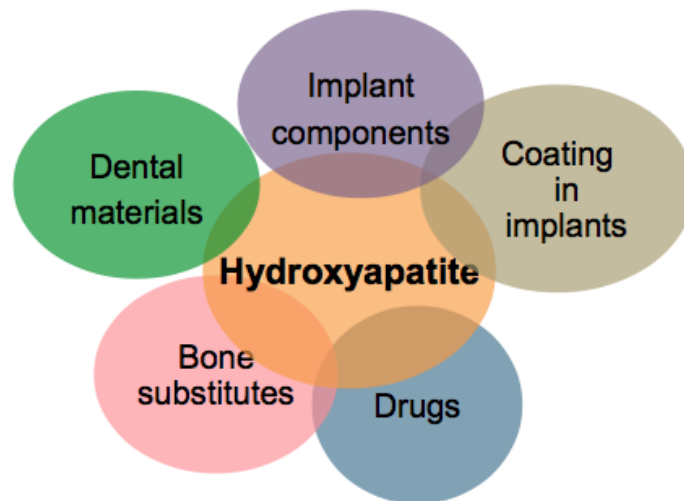 Implant
components
Dental
materials
Coating
in
implants
Hydroxyapatite
Bone
substitutes
Drugs